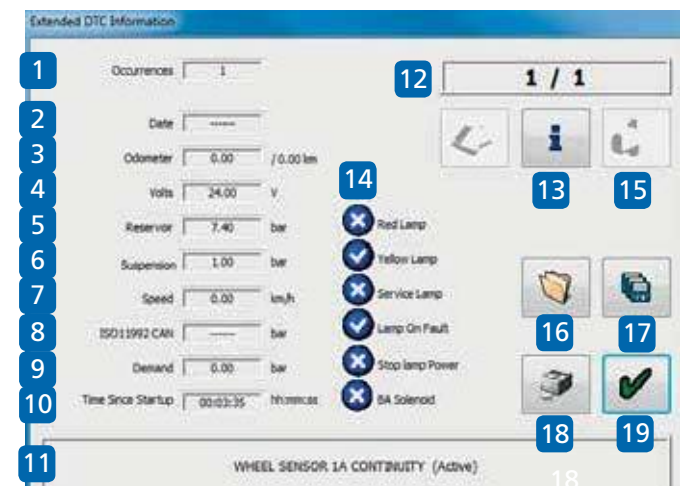 Extended DTC Information
1 Occurrences 1
12 1 / 1
2 Date -----
3 Odometer 0.00 / 0.00 km
13 15
4 Volts 24.00 V
14
5 Reservoir 7.40 bar
Red Lamp
6 Suspension 1.00 bar
Yellow Lamp
7 Speed 0.00 km/h
Service Lamp
8 ISO11992 CAN ----- bar
Lamp On Fault
16 17
9 Demand 0.00 bar
Stop lamp Power
10 Time Since Startup 00:03:35 hh:mm:ss
BA Solenoid
18 19
11 WHEEL SENSOR 1A CONTINUITY (Active)
18